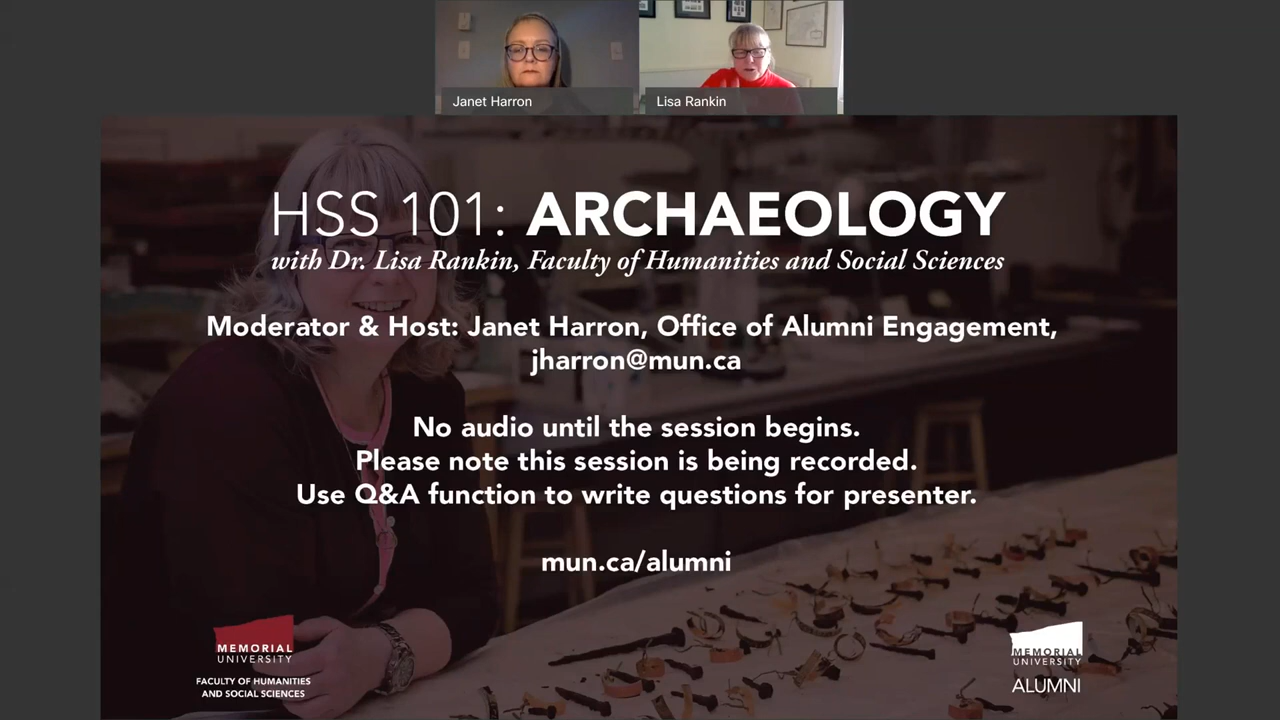 Janet Harron
Lisa Rankin
HSS 101: ARCHAEOLOGY
with Dr. Lisa Rankin, Faculty of Humanities and Social Sciences
Moderator & Host: Janet Harron, Office of Alumni Engagement,
jharron@mun.ca
No audio until the session begins.
Please note this session is being recorded.
Use Q&A function to write questions for presenter.
mun.ca/alumni
MEMORIAL
UNIVERSITY
FACULTY OF HUMANITIES
AND SOCIAL SCIENCES
MEMORIAL
UNIVERSITY
ALUMNI